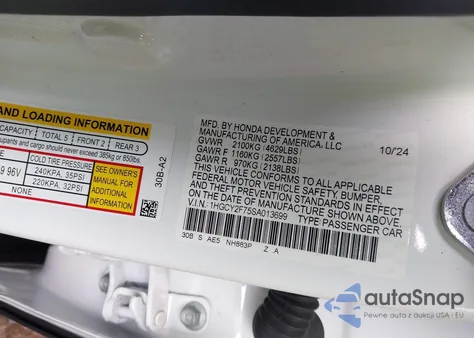 AND LOADING INFORMATION
CAPACITY TOTAL 5 FRONT 2 REAR 3
upants and cargo should never exceed 385kg or 850lbs.
COLD TIRE PRESSURE
9 96V 240KPA, 35PSI
220KPA, 32PSI
NONE
SEE OWNER'S
MANUAL FOR
ADDITIONAL
INFORMATION
30B-A2
MFD. BY HONDA DEVELOPMENT &
MANUFACTURING OF AMERICA, LLC 10/24
GVWR 2100KG (4629LBS)
GAWR F 1160KG (2557LBS)
GAWR R 970KG (2138LBS)
THIS VEHICLE CONFORMS TO ALL APPLICABLE
FEDERAL MOTOR VEHICLE SAFETY, BUMPER,
AND THEFT PREVENTION STANDARDS IN EFFECT
ON THE DATE OF MANUFACTURE SHOWN ABOVE.
V.I.N.: 1HGCY2F75SA013699 TYPE PASSENGER CAR
30B S AE5 NH883P Z A
autoSnap
Pewne auta z aukcji USA i EU